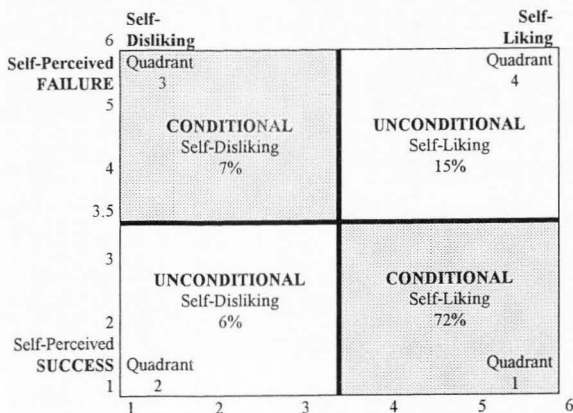 Self-
Disliking
Self-
Liking
6
Self-Perceived
FAILURE
Quadrant
3
Quadrant
4
5
CONDITIONAL
Self-Disliking
7%
UNCONDITIONAL
Self-Liking
15%
4
3.5
3
UNCONDITIONAL
Self-Disliking
6%
CONDITIONAL
Self-Liking
72%
2
Self-Perceived
SUCCESS
1
Quadrant
2
Quadrant
1
1 2 3 4 5 6